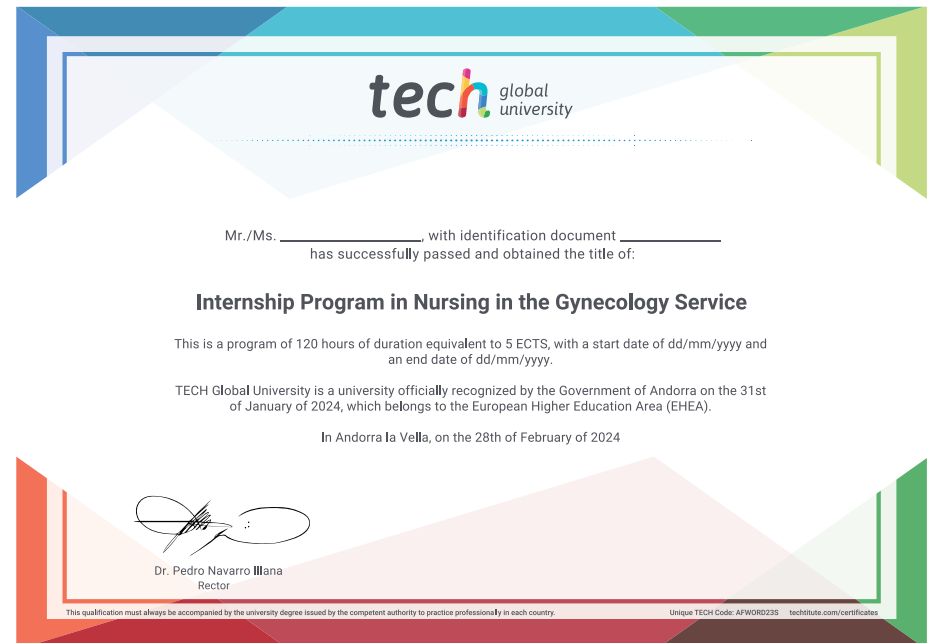 tech global university
Mr./Ms. ____________________, with identification document ______________
has successfully passed and obtained the title of:
Internship Program in Nursing in the Gynecology Service
This is a program of 120 hours of duration equivalent to 5 ECTS, with a start date of dd/mm/yyyy and
an end date of dd/mm/yyyy.
TECH Global University is a university officially recognized by the Government of Andorra on the 31st
of January of 2024, which belongs to the European Higher Education Area (EHEA).
In Andorra la Vella, on the 28th of February of 2024
Dr. Pedro Navarro Illana
Rector
This qualification must always be accompanied by the university degree issued by the competent authority to practice professionally in each country.
Unique TECH Code: AFWORD23S techtitute.com/certificates